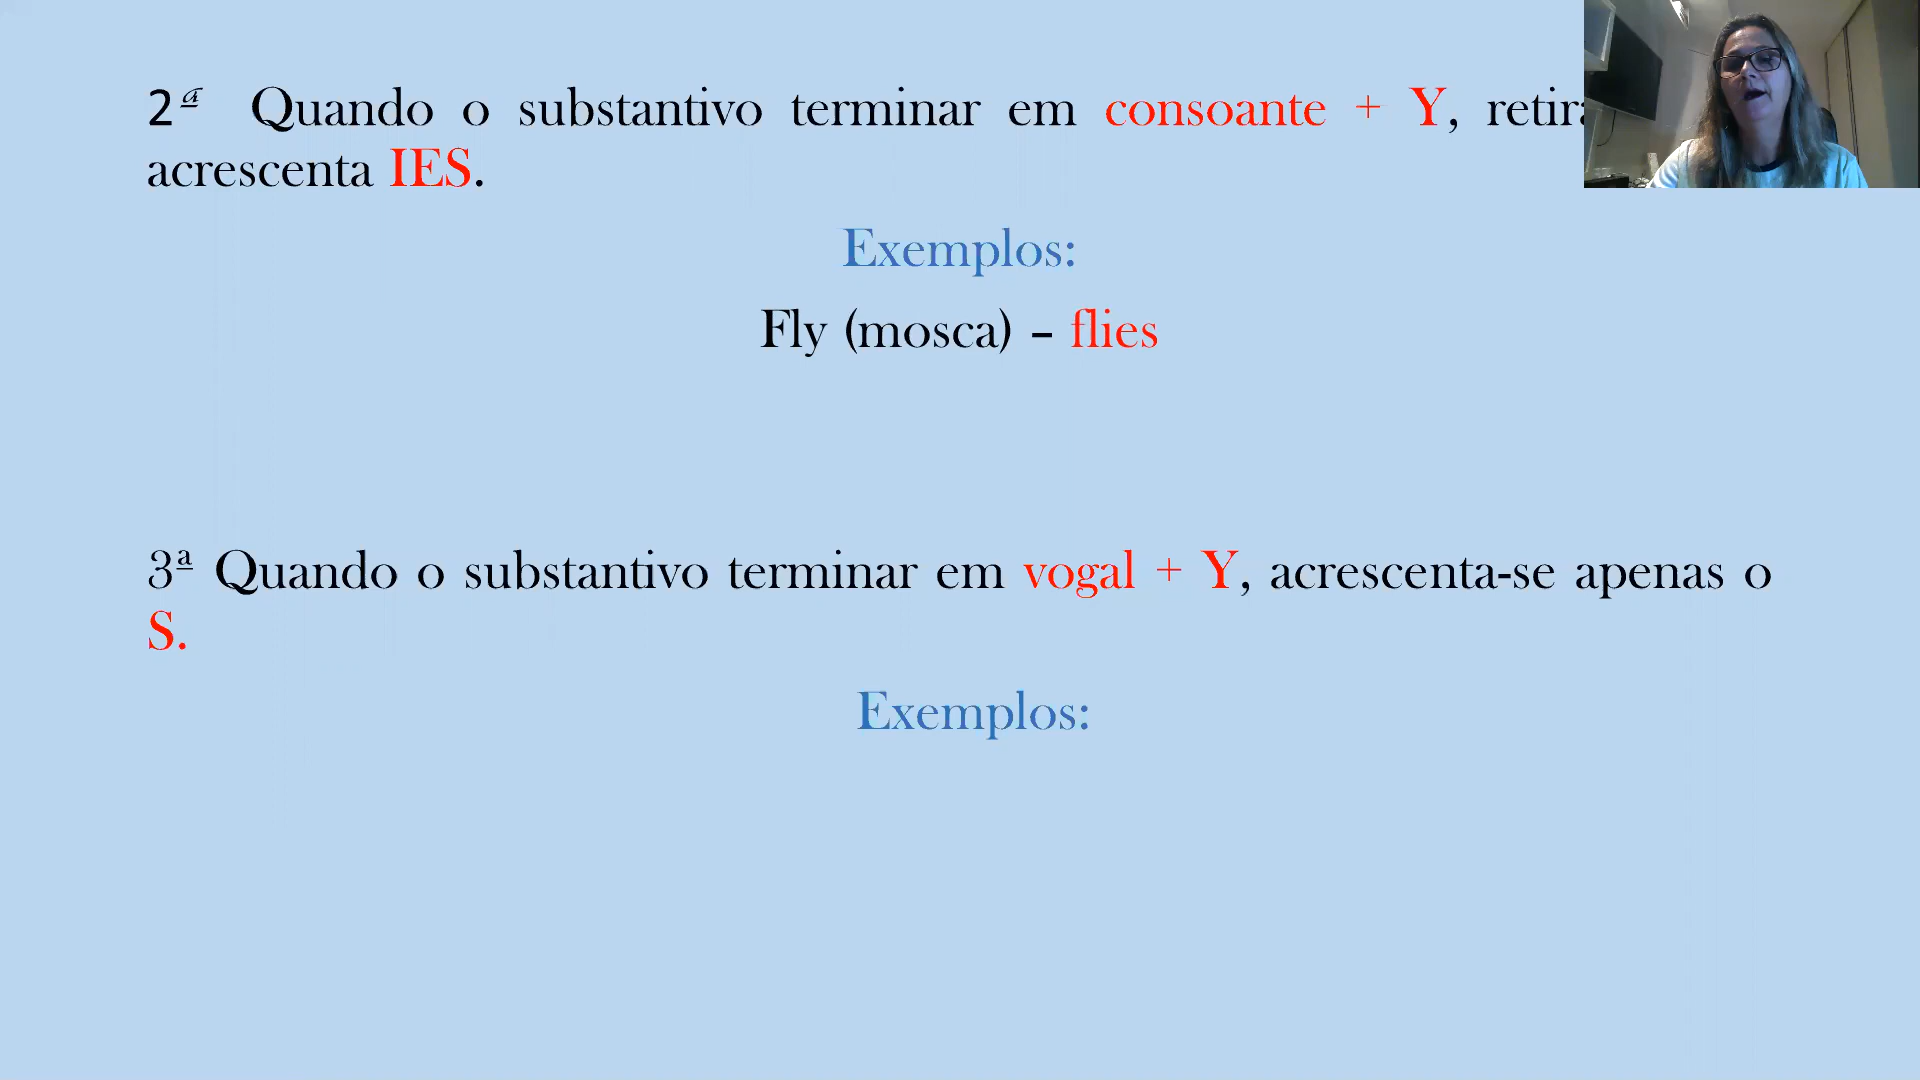 2ª Quando o substantivo terminar em consoante + Y,
acrescenta IES.
Exemplos:
Fly (mosca) – flies
3ª Quando o substantivo terminar em vogal + Y, acrescenta-se apenas o
S.
Exemplos: